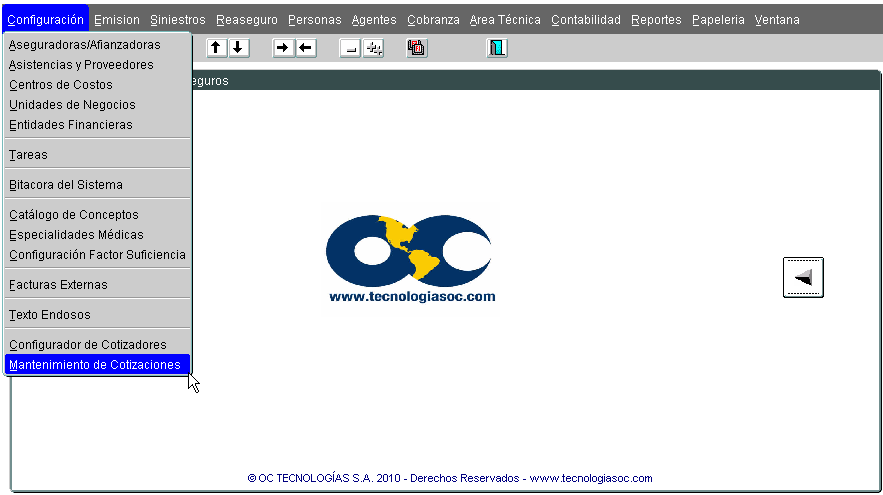 Configuración Emision Siniestros Reaseguro Personas Agentes Cobranza Area Técnica Contabilidad Reportes Papeleria Ventana
Aseguradoras/Afianzadoras
Asistencias y Proveedores
eguros
Centros de Costos
Unidades de Negocios
Entidades Financieras
Tareas
Bitacora del Sistema
Catálogo de Conceptos
Especialidades Médicas
Configuración Factor Suficiencia
Facturas Externas
Texto Endosos
Configurador de Cotizadores
Mantenimiento de Cotizaciones
OC
www.tecnologiasoc.com
© OC TECNOLOGÍAS S.A. 2010 - Derechos Reservados - www.tecnologiasoc.com